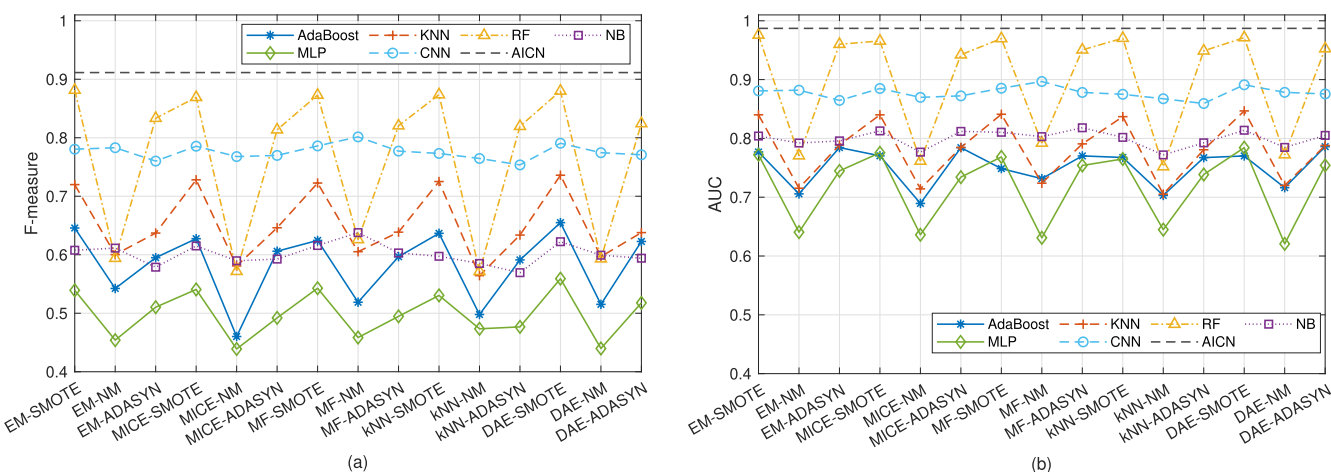 1
0.9
0.8
0.7
0.6
0.5
0.4
F-measure
AdaBoost KNN RF NB
MLP CNN AICN
EM-SMOTE
EM-NM
EM-ADASYN
MICE-SMOTE
MICE-NM
MICE-ADASYN
MF-SMOTE
MF-NM
MF-ADASYN
kNN-SMOTE
kNN-NM
kNN-ADASYN
DAE-SMOTE
DAE-NM
DAE-ADASYN
(a)
1
0.9
0.8
0.7
0.6
0.5
0.4
AUC
AdaBoost KNN RF NB
MLP CNN AICN
EM-SMOTE
EM-NM
EM-ADASYN
MICE-SMOTE
MICE-NM
MICE-ADASYN
MF-SMOTE
MF-NM
MF-ADASYN
kNN-SMOTE
kNN-NM
kNN-ADASYN
DAE-SMOTE
DAE-NM
DAE-ADASYN
(b)